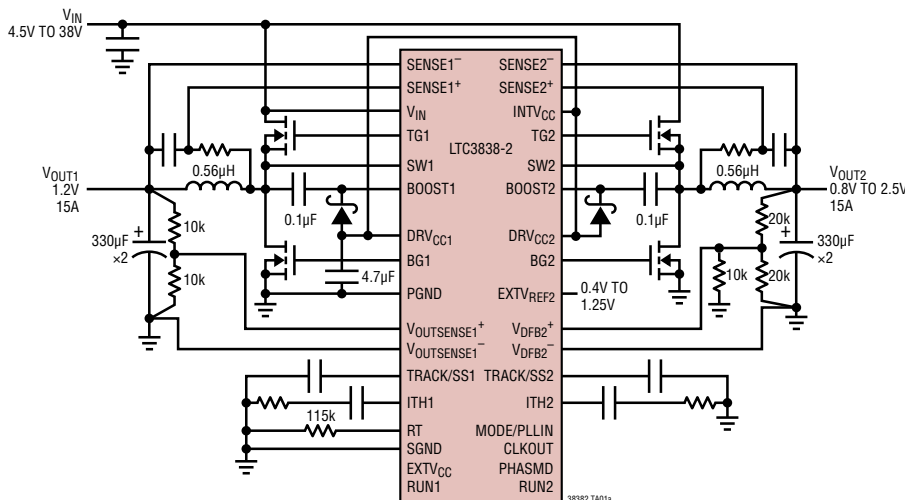 VIN
4.5V TO 38V
SENSE1–
SENSE1+
VIN
TG1
SW1
BOOST1
DRVCC1
BG1
PGND
VOUTSENSE1+
VOUTSENSE1–
TRACK/SS1
ITH1
RT
SGND
EXTVCC
RUN1
LTC3838-2
SENSE2–
SENSE2+
INTVCC
TG2
SW2
BOOST2
DRVCC2
BG2
EXTVREF2
VDFB2+
VDFB2–
TRACK/SS2
ITH2
MODE/PLLIN
CLKOUT
PHASMD
RUN2
VOUT1
1.2V
15A
0.56µH
0.1µF
10k
330µF
×2
+
10k
4.7µF
115k
0.56µH
VOUT2
0.8V TO 2.5V
15A
0.1µF
20k
+
330µF
×2
10k
20k
0.4V TO
1.25V
38382 TA01a